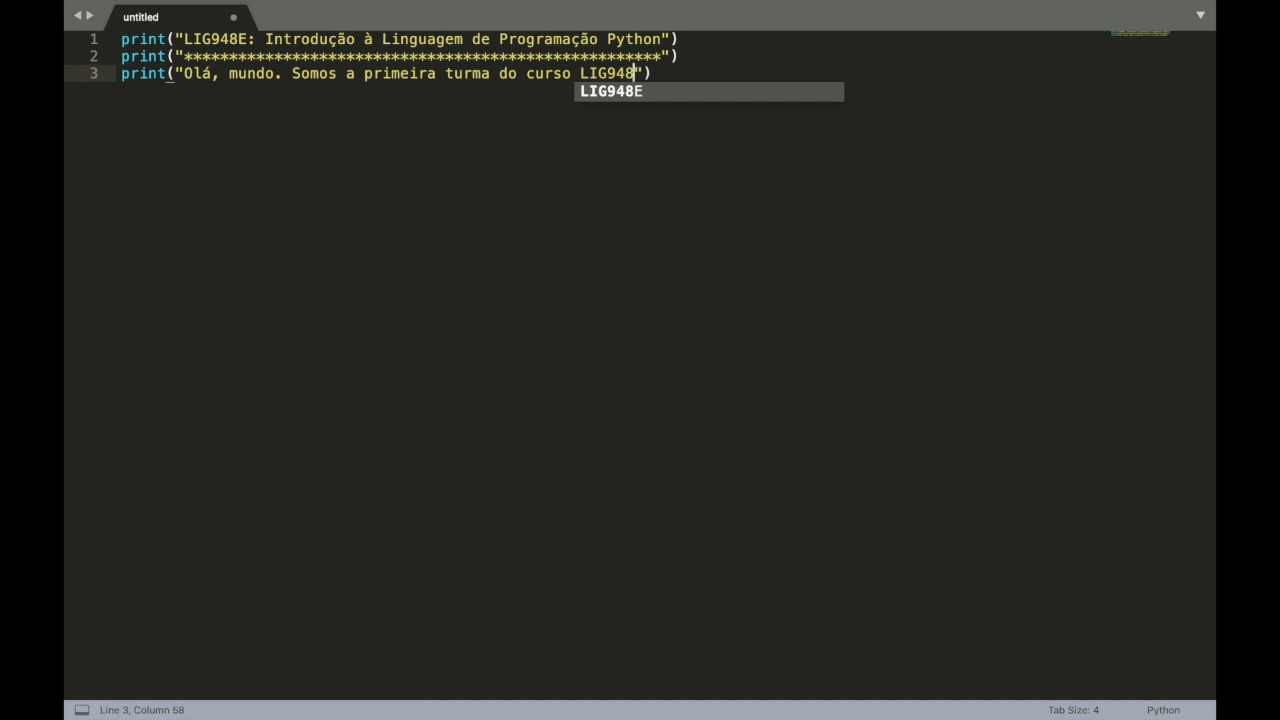 untitled
1 print("LIG948E: Introdução à Linguagem de Programação Python")
2 print("*****************************************************")
3 print("Olá, mundo. Somos a primeira turma do curso LIG948")
LIG948E
Line 3, Column 58 Tab Size: 4 Python